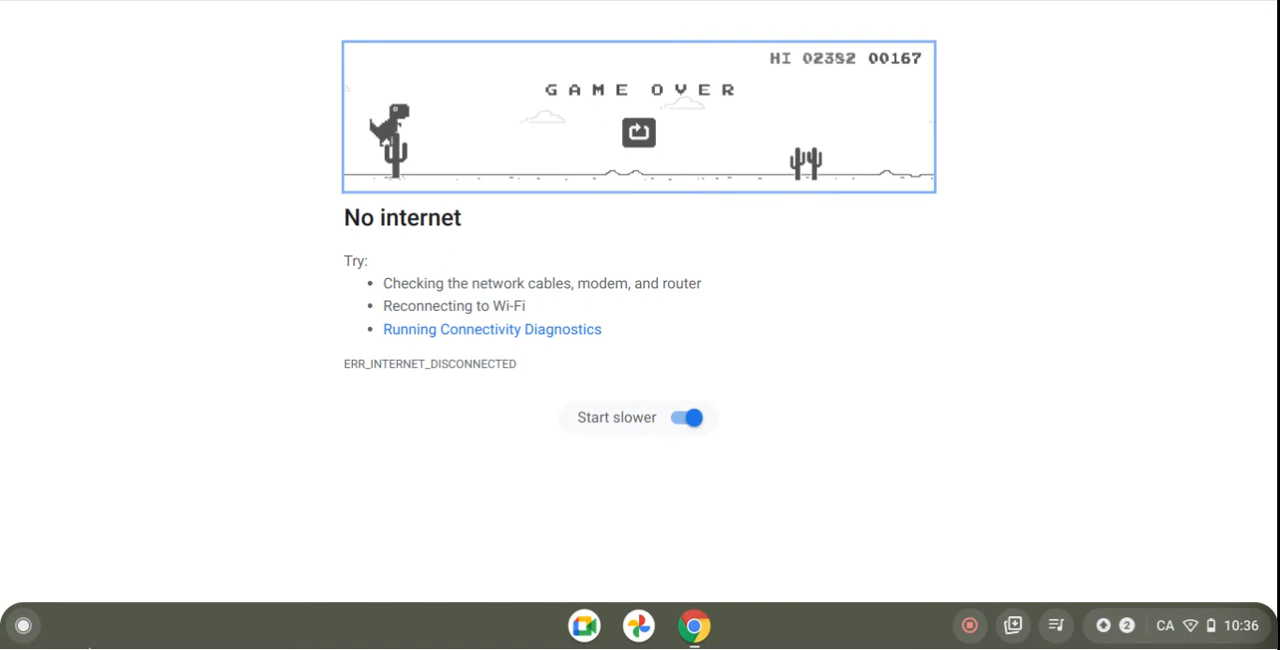 HI 02382 00167
GAME OVER
No internet
Try:
Checking the network cables, modem, and router
Reconnecting to Wi-Fi
Running Connectivity Diagnostics
ERR_INTERNET_DISCONNECTED
Start slower
2 CA 10:36